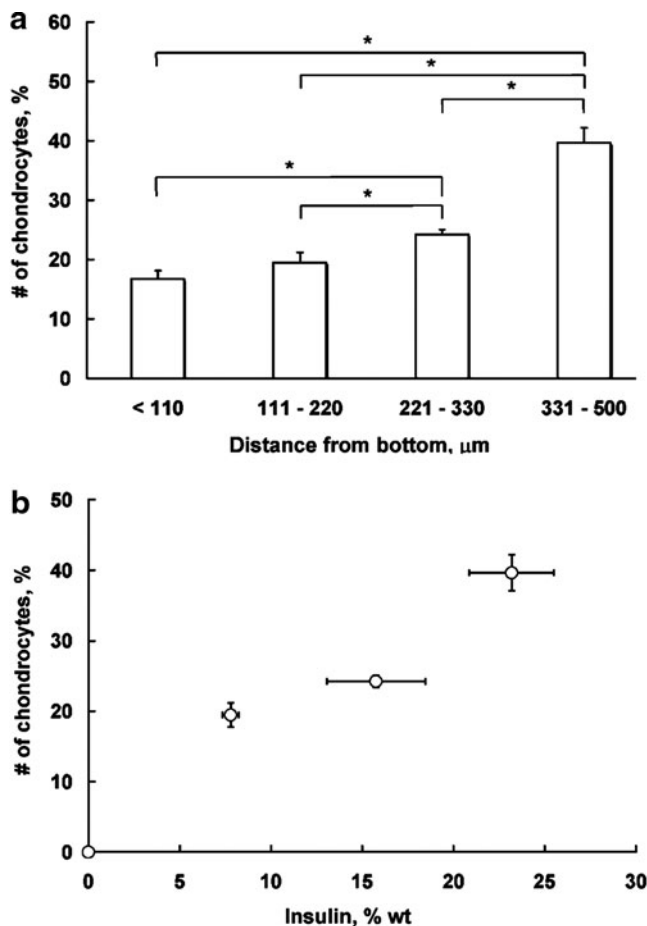 a
60
50
40
30
20
10
0
# of chondrocytes, %
*
*
*
*
*
< 110 111 - 220 221 - 330 331 - 500
Distance from bottom, μm
b
50
40
30
20
10
0
# of chondrocytes, %
0 5 10 15 20 25 30
Insulin, % wt